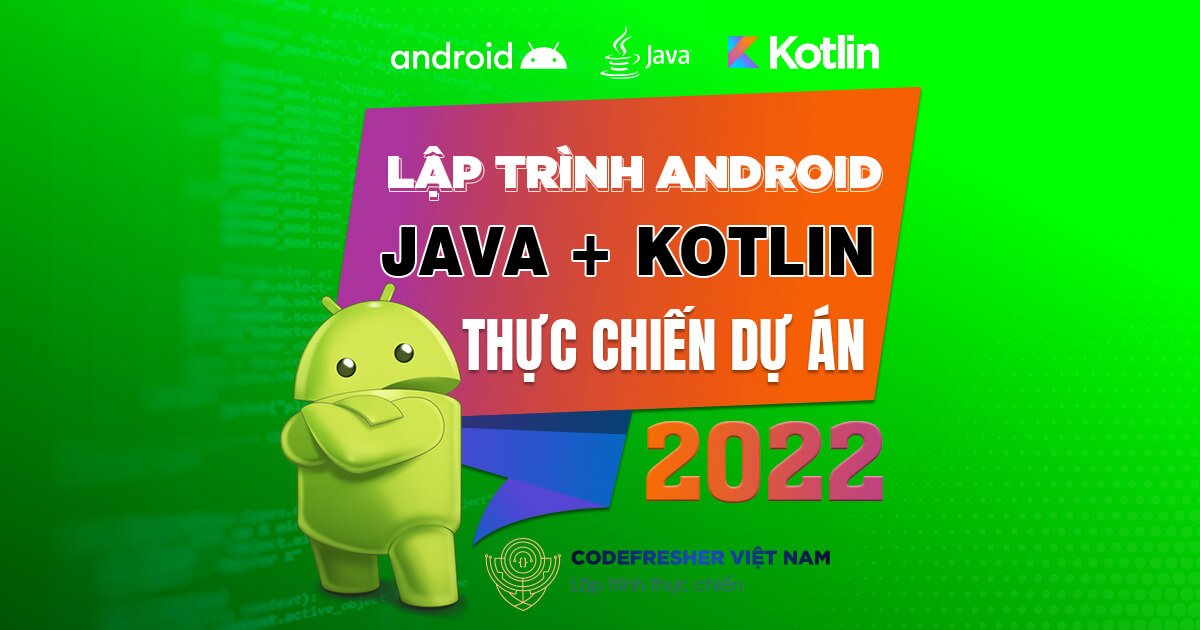 android
Java
Kotlin
LẬP TRÌNH ANDROID
JAVA + KOTLIN
THỰC CHIẾN DỰ ÁN
2022
CODEFRESHER VIỆT NAM
Lập trình thực chiến